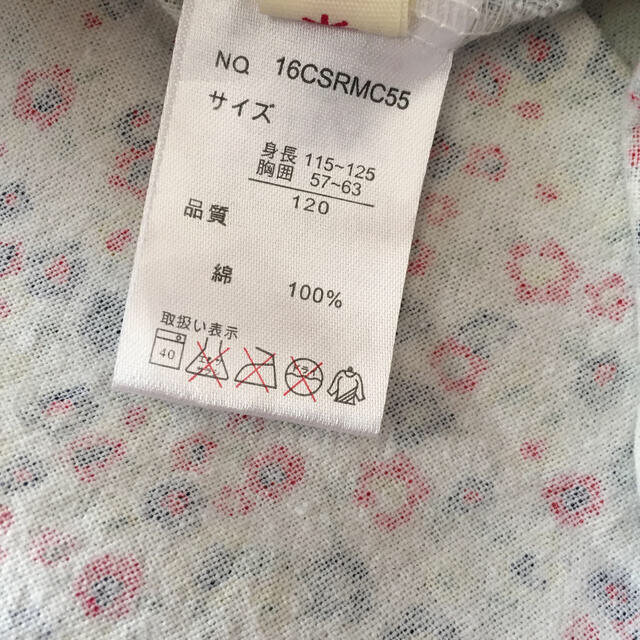 NO 16CSRMC55
サイズ
身長 115~125
胸囲 57~63
120
品質
綿 100%
取扱い表示
40